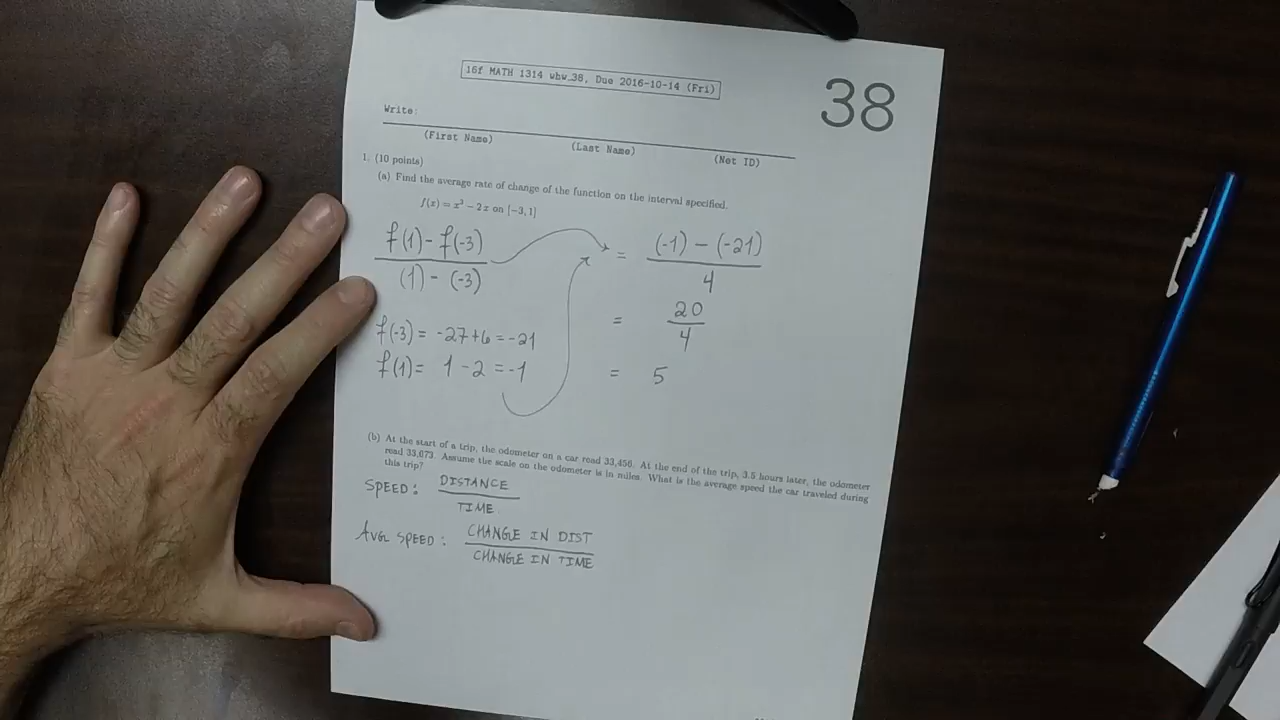 16f MATH 1314 whw_38, Due 2016-10-14 (Fri)
38
Write:
(First Name) (Last Name) (Net ID)
1. (10 points)
(a) Find the average rate of change of the function on the interval specified.
f(x) = x³ − 2x on [−3, 1]
f(1) - f(-3) / (1) - (-3) = (-1) - (-21) / 4
= 20 / 4
f(-3) = -27+6 = -21
f(1) = 1 - 2 = -1
= 5
(b) At the start of a trip, the odometer on a car read 33,456. At the end of the trip, 3.5 hours later, the odometer
read 33,673. Assume the scale on the odometer is in miles. What is the average speed the car traveled during
this trip?
SPEED: DISTANCE / TIME
AVG SPEED: CHANGE IN DIST / CHANGE IN TIME